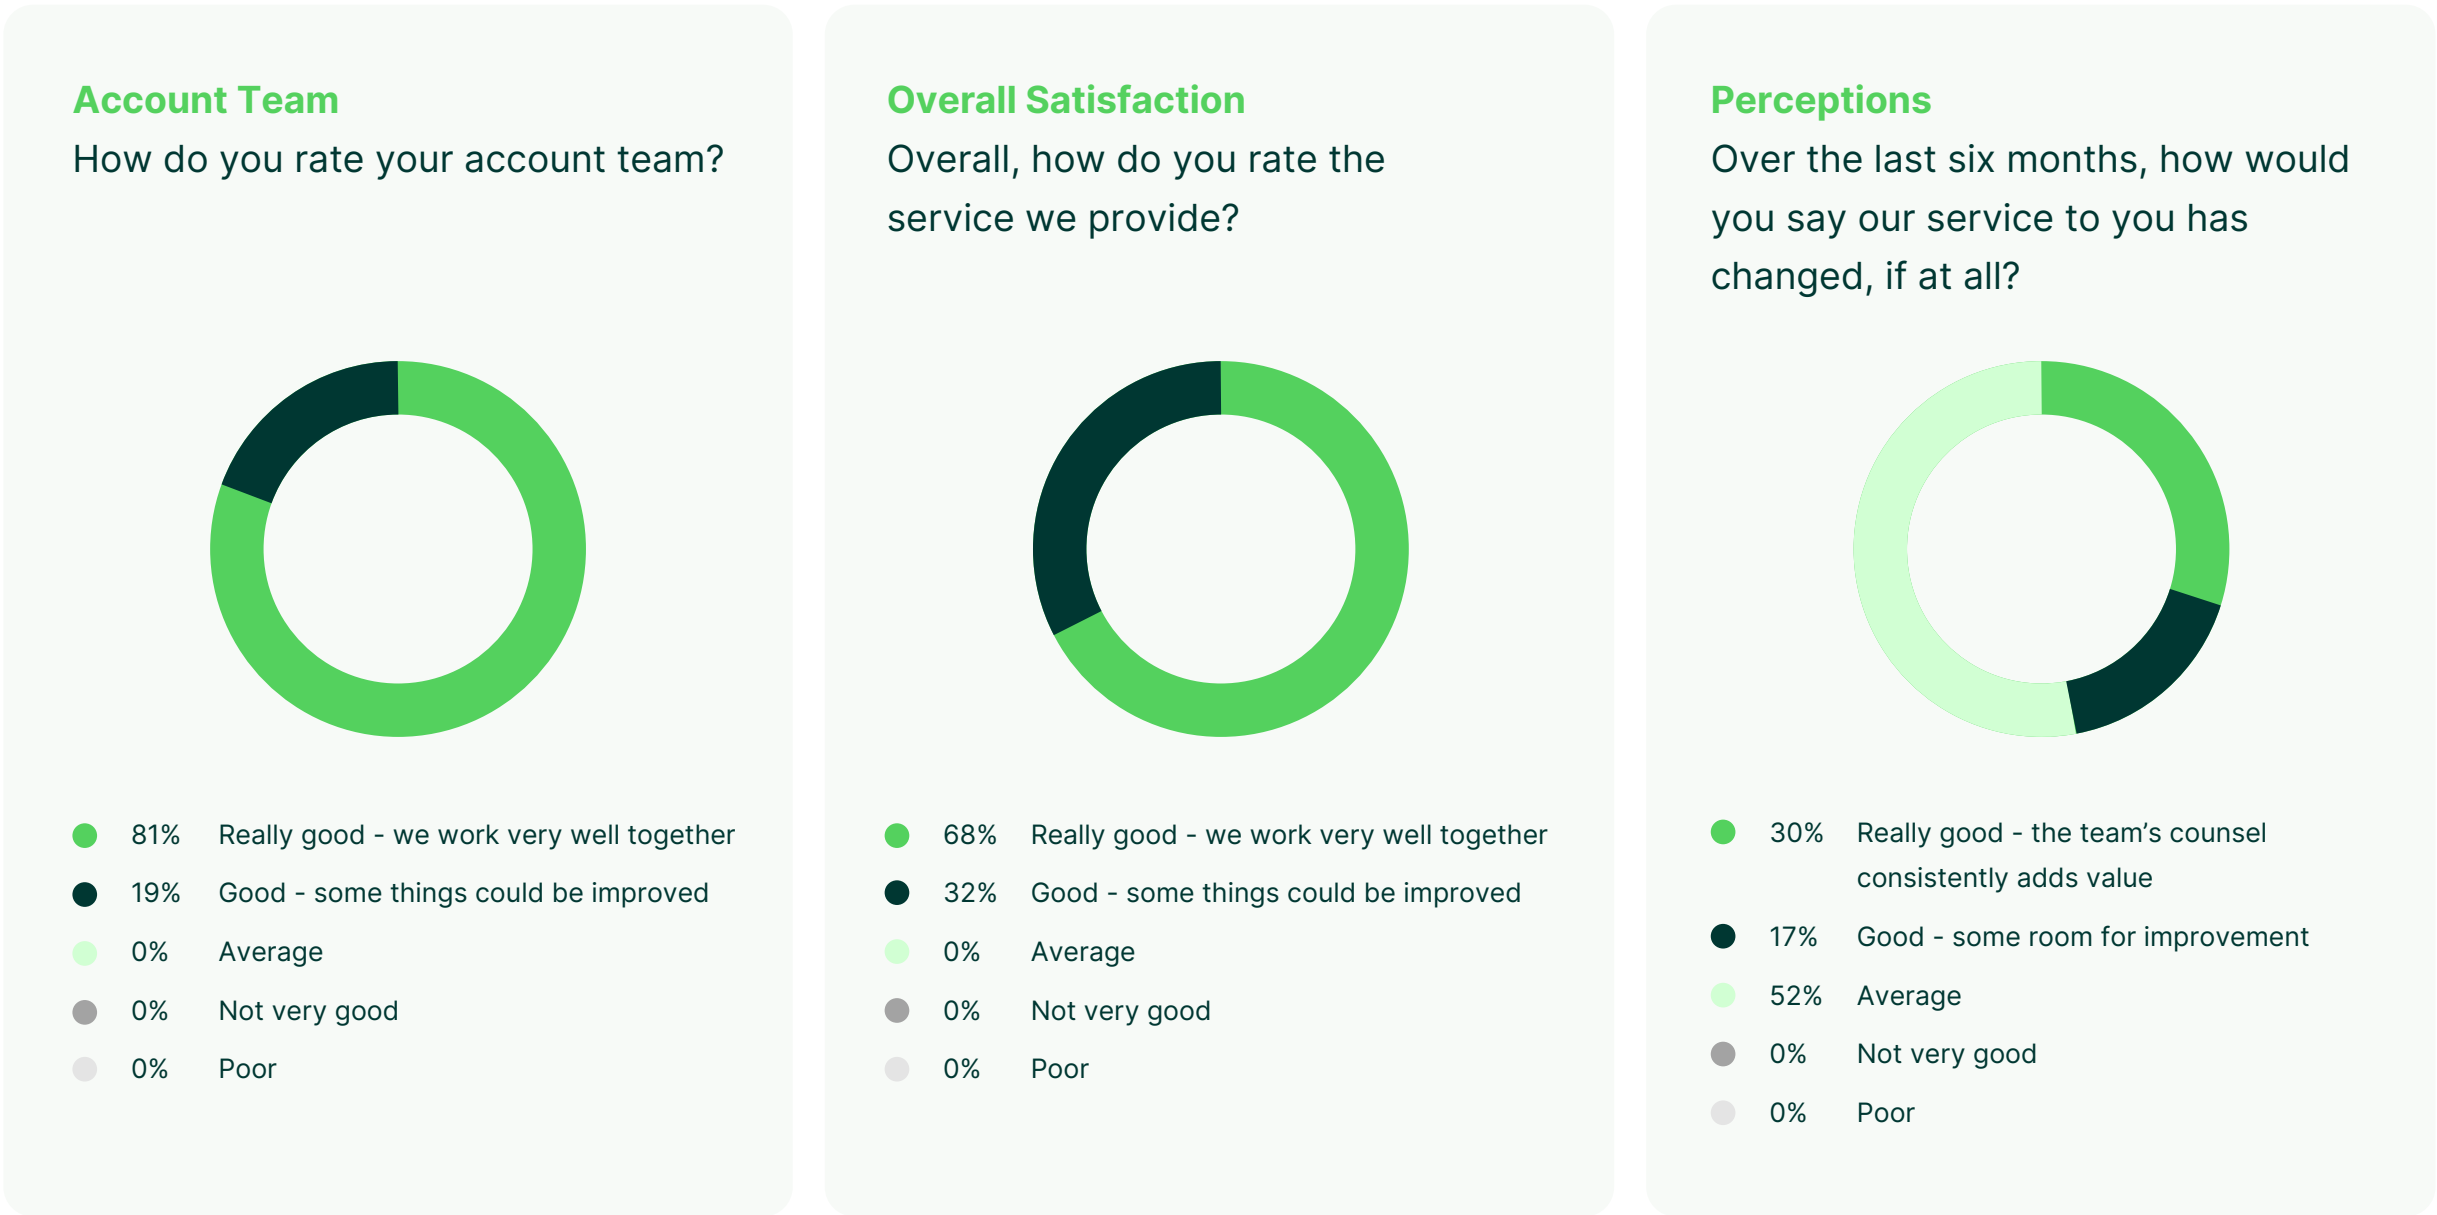 Account Team
How do you rate your account team?
81% Really good - we work very well together
19% Good - some things could be improved
0% Average
0% Not very good
0% Poor
Overall Satisfaction
Overall, how do you rate the
service we provide?
68% Really good - we work very well together
32% Good - some things could be improved
0% Average
0% Not very good
0% Poor
Perceptions
Over the last six months, how would
you say our service to you has
changed, if at all?
30% Really good - the team’s counsel
consistently adds value
17% Good - some room for improvement
52% Average
0% Not very good
0% Poor